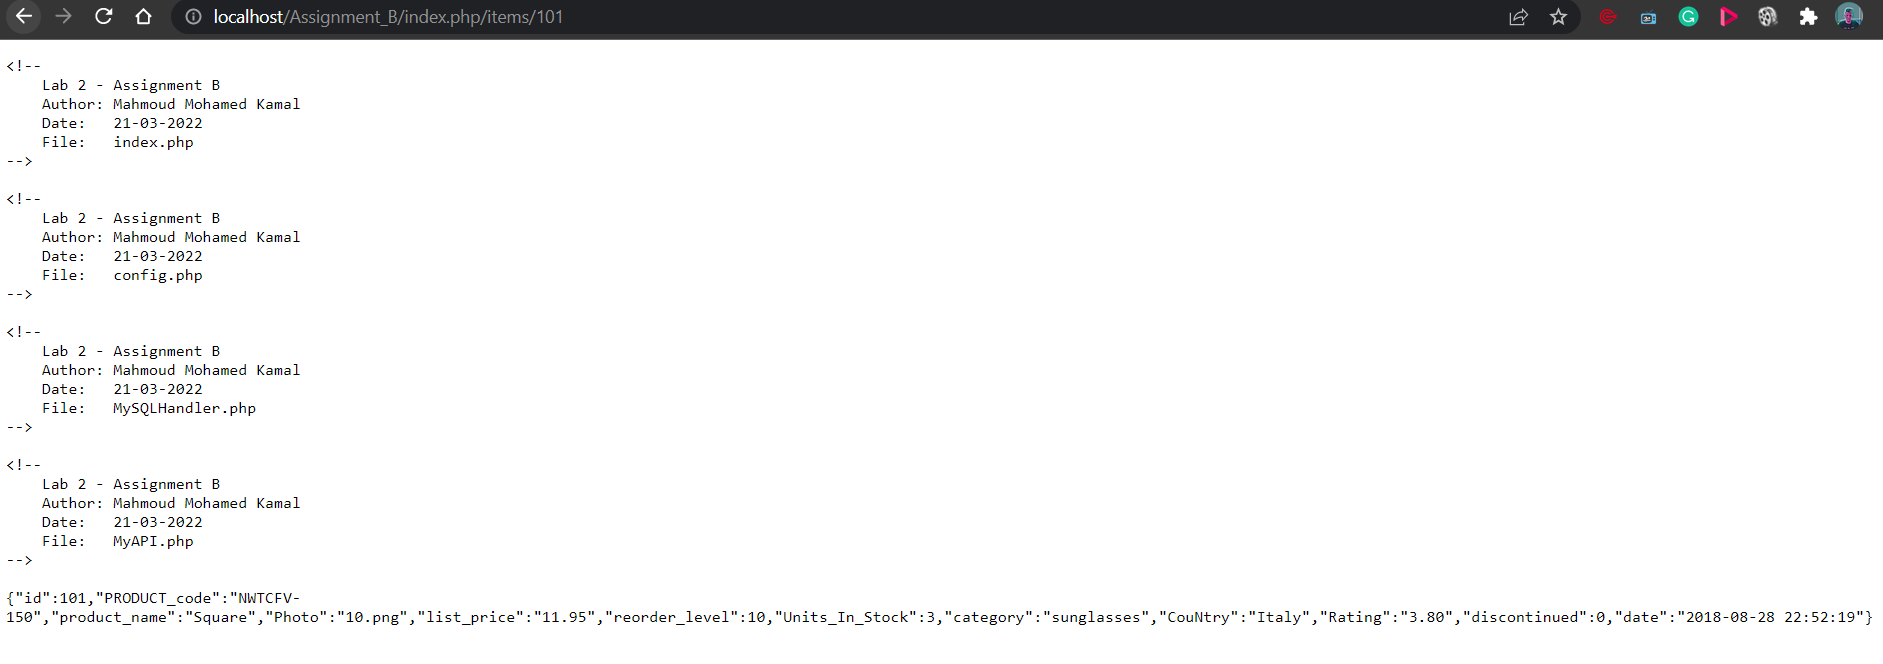 localhost/Assignment_B/index.php/items/101
<!--
Lab 2 - Assignment B
Author: Mahmoud Mohamed Kamal
Date: 21-03-2022
File: index.php
-->
<!--
Lab 2 - Assignment B
Author: Mahmoud Mohamed Kamal
Date: 21-03-2022
File: config.php
-->
<!--
Lab 2 - Assignment B
Author: Mahmoud Mohamed Kamal
Date: 21-03-2022
File: MySQLHandler.php
-->
<!--
Lab 2 - Assignment B
Author: Mahmoud Mohamed Kamal
Date: 21-03-2022
File: MyAPI.php
-->
{"id":101,"PRODUCT_code":"NWTCFV-
150","product_name":"Square","Photo":"10.png","list_price":"11.95","reorder_level":10,"Units_In_Stock":3,"category":"sunglasses","CouNtry":"Italy","Rating":"3.80","discontinued":0,"date":"2018-08-28 22:52:19"}